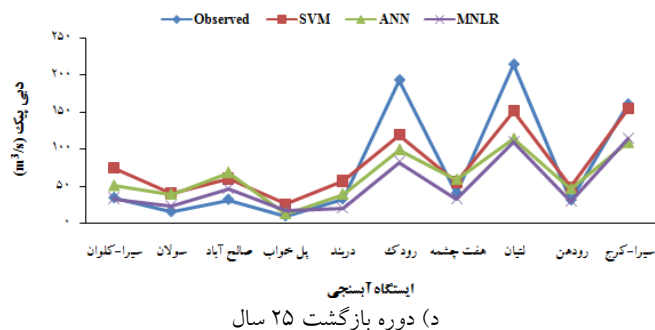 Observed SVM ANN MNLR
۲۵۰
۲۰۰
۱۵۰
۱۰۰
۵۰
۰
دبی پیک (m³/s)
سیرا-کلوان سولان صالح آباد پل خواب دربند رودک هفت چشمه لتیان رودهن سیرا-کرج
ایستگاه آبسنجی
د) دوره بازگشت ۲۵ سال